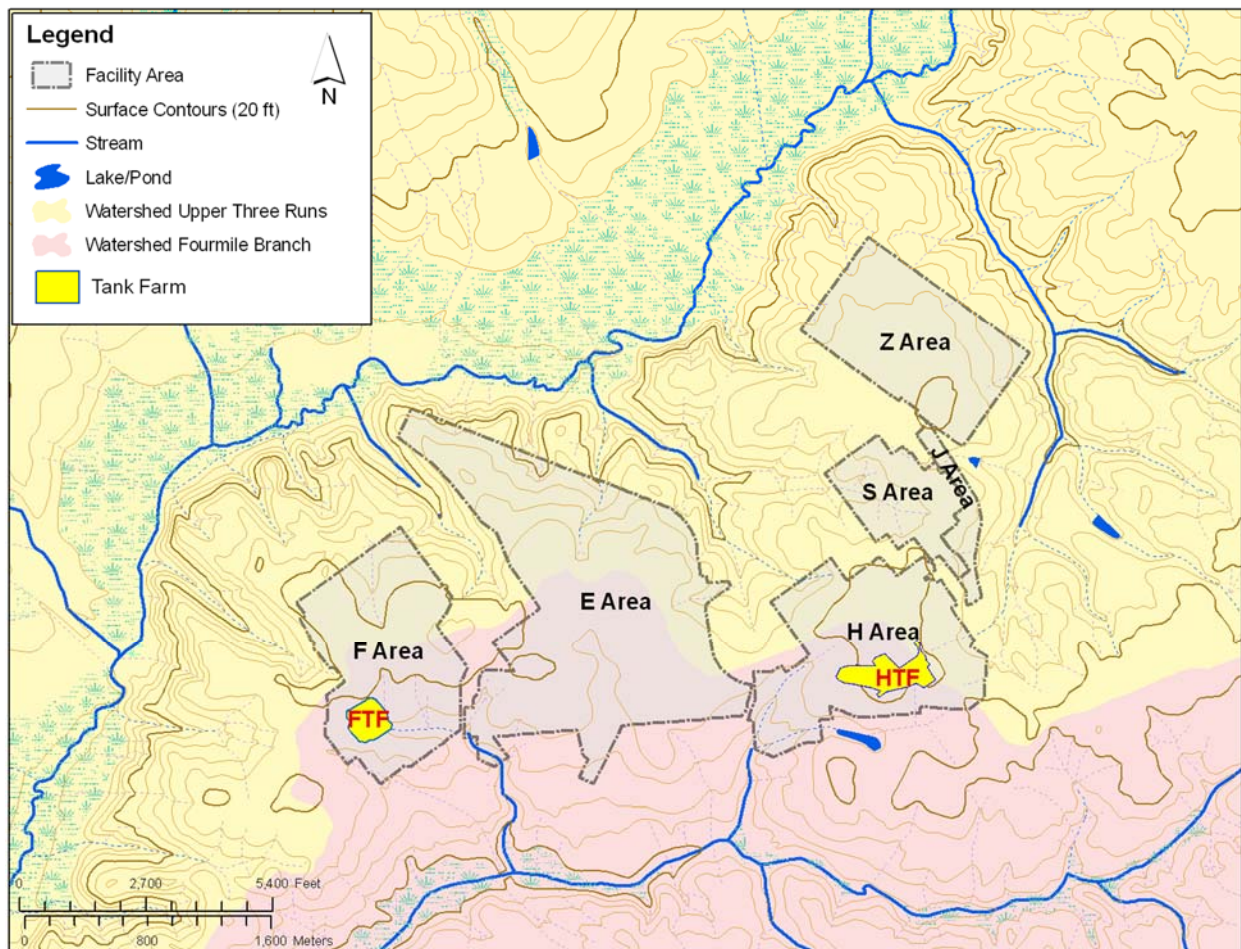 Legend
Facility Area
Surface Contours (20 ft)
Stream
Lake/Pond
Watershed Upper Three Runs
Watershed Fourmile Branch
Tank Farm
N
Z Area
J Area
S Area
E Area
F Area
H Area
HTF
FTF
0 2,700 5,400 Feet
0 800 1,600 Meters